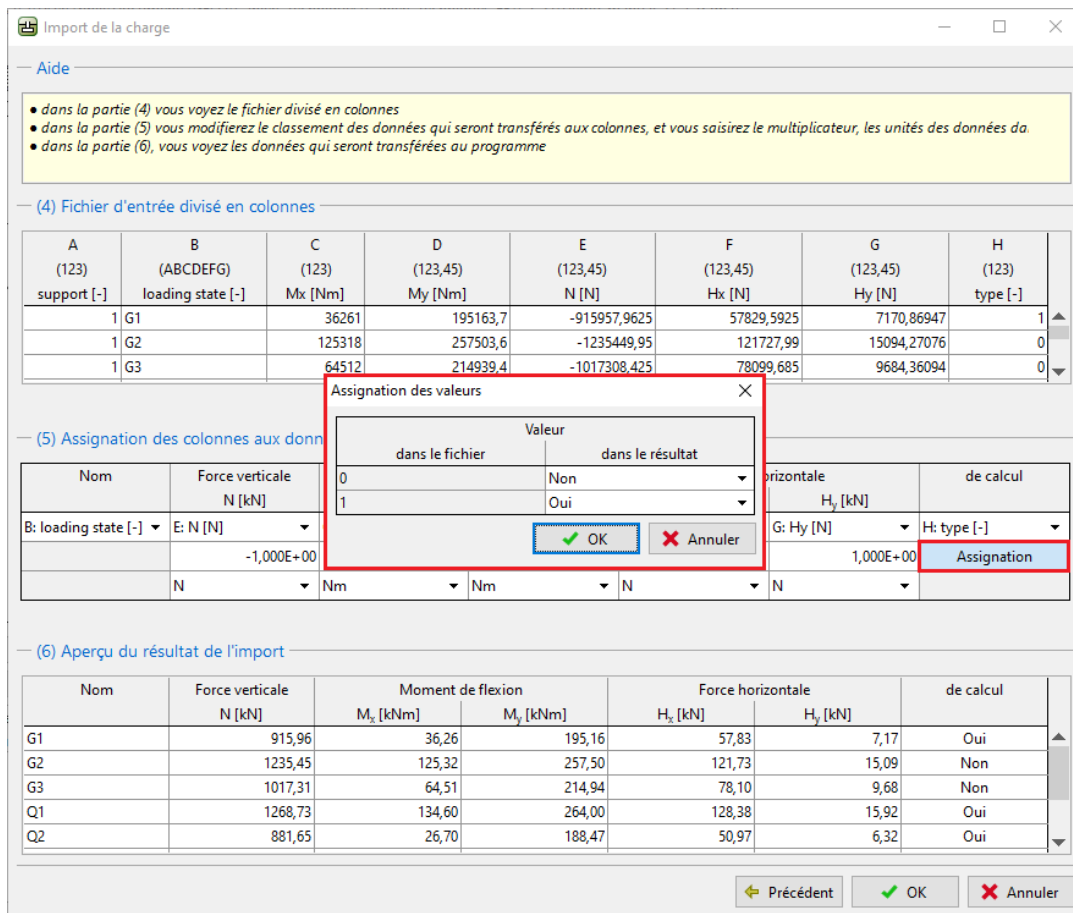 Import de la charge
Aide
● dans la partie (4) vous voyez le fichier divisé en colonnes
● dans la partie (5) vous modifierez le classement des données qui seront transférés aux colonnes, et vous saisirez le multiplicateur, les unités des données da.
● dans la partie (6), vous voyez les données qui seront transférées au programme
(4) Fichier d'entrée divisé en colonnes
A B C D E F G H
(123) (ABCDEFG) (123) (123,45) (123,45) (123,45) (123,45) (123)
support [-] loading state [-] Mx [Nm] My [Nm] N [N] Hx [N] Hy [N] type [-]
1 G1 36261 195163,7 -915957,9625 57829,5925 7170,86947 1
1 G2 125318 257503,6 -1235449,95 121727,99 15094,27076 0
1 G3 64512 214939,4 -1017308,425 78099,685 9684,36094 0
Assignation des valeurs
Valeur
dans le fichier dans le résultat
0 Non
1 Oui
OK Annuler
(5) Assignation des colonnes aux donn
Nom Force verticale orizontale de calcul
N [kN] Hy [kN]
B: loading state [-] E: N [N] G: Hy [N] H: type [-]
-1,000E+00 1,000E+00 Assignation
N Nm Nm N N
(6) Aperçu du résultat de l'import
Nom Force verticale Moment de flexion Force horizontale de calcul
N [kN] Mx [kNm] My [kNm] Hx [kN] Hy [kN]
G1 915,96 36,26 195,16 57,83 7,17 Oui
G2 1235,45 125,32 257,50 121,73 15,09 Non
G3 1017,31 64,51 214,94 78,10 9,68 Non
Q1 1268,73 134,60 264,00 128,38 15,92 Oui
Q2 881,65 26,70 188,47 50,97 6,32 Oui
Précédent OK Annuler